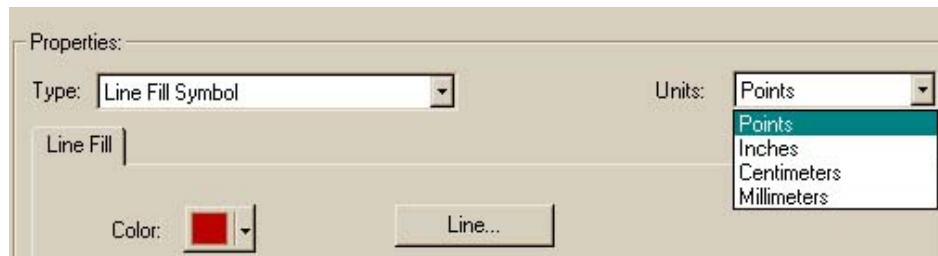 Properties:
Type: Line Fill Symbol Units: Points
Points
Line Fill Inches
Centimeters
Millimeters
Color: Line...